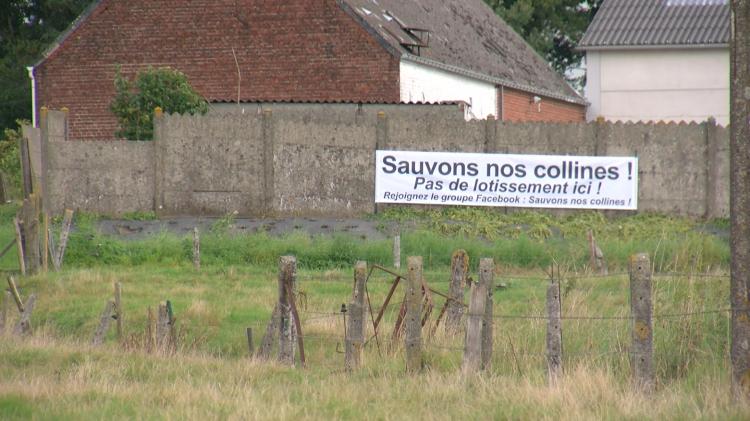 Sauvons nos collines !
Pas de lotissement ici !
Rejoignez le groupe Facebook : Sauvons nos collines !